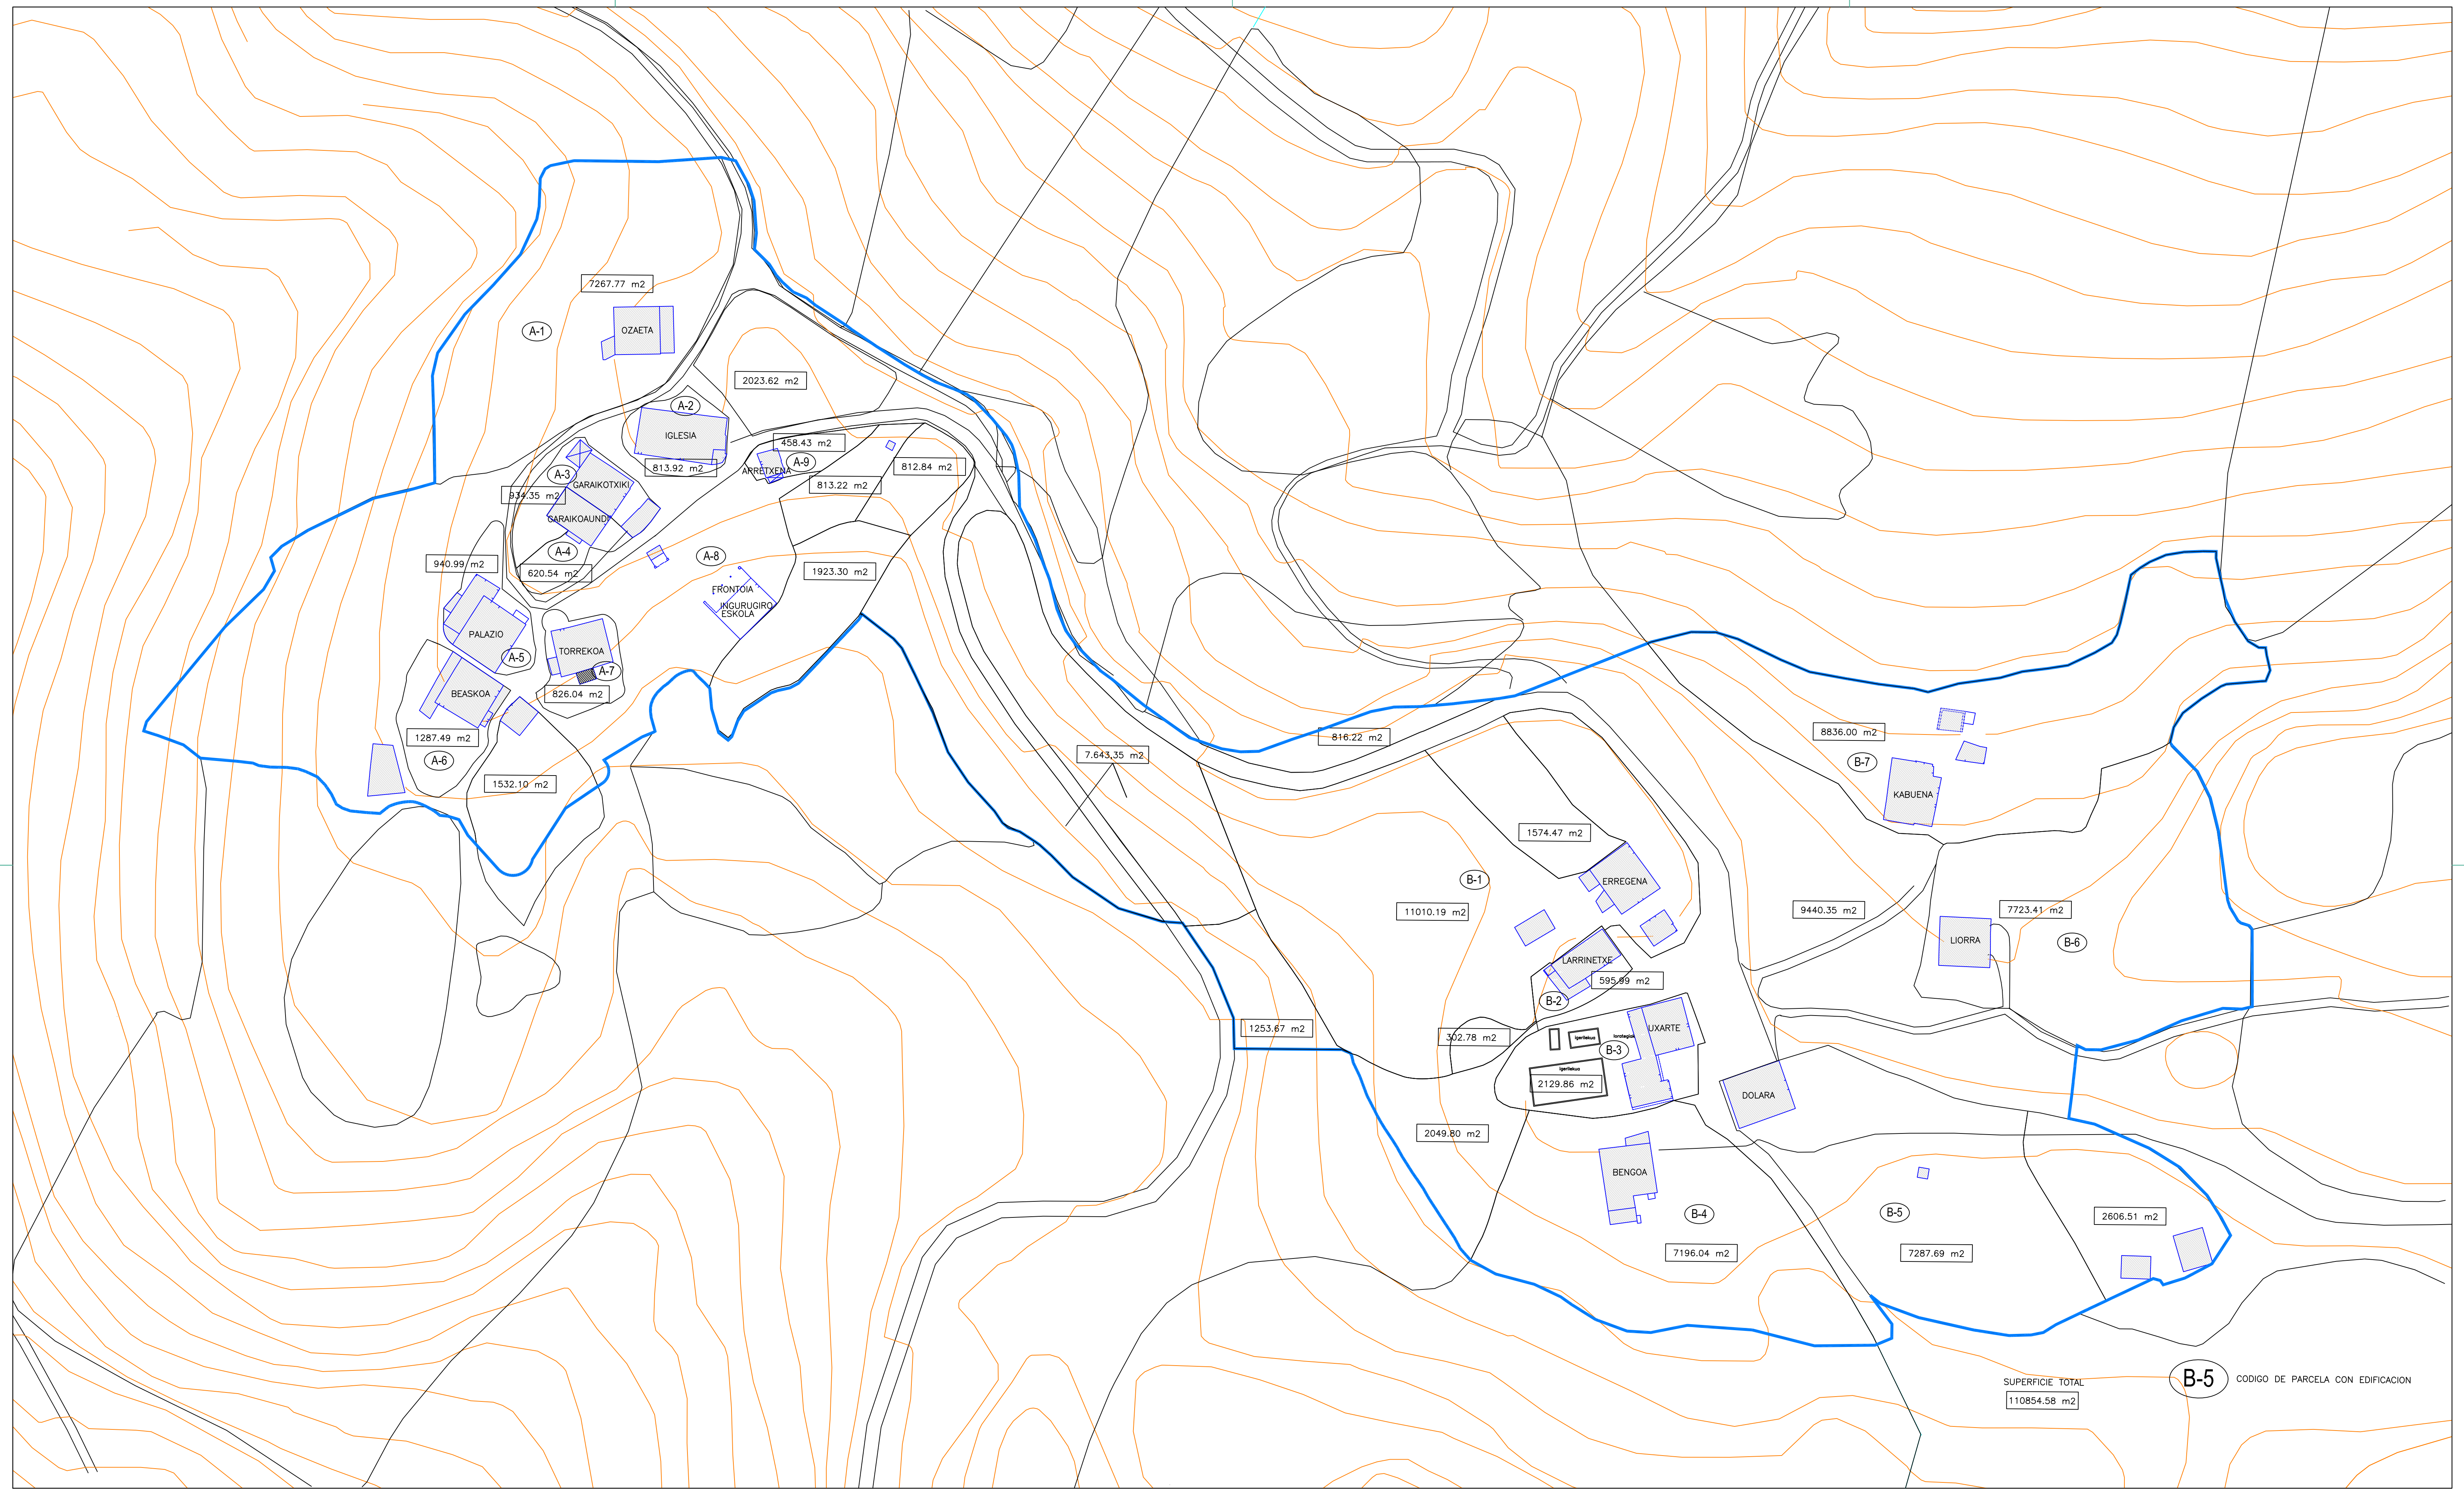 7267.77 m2
A-1
OZAETA
2023.62 m2
A-2
IGLESIA
813.92 m2
458.43 m2
A-9
ARRETXENA
812.84 m2
813.22 m2
A-3
GARAIKOTXIKI
934.35 m2
GARAIKOAUNDI
A-4
A-8
940.99 m2
620.54 m2
1923.30 m2
FRONTOIA
INGURUGIRO
ESKOLA
PALAZIO
A-5
TORREKOA
A-7
826.04 m2
BEASKOA
1287.49 m2
A-6
1532.10 m2
7.643,35 m2
816.22 m2
8836.00 m2
B-7
KABUENA
1574.47 m2
B-1
ERREGENA
11010.19 m2
9440.35 m2
7723.41 m2
LIORRA
B-6
LARRINETXE
595.99 m2
B-2
1253.67 m2
302.78 m2
igerilekua
UXARTE
B-3
igerilekua
2129.86 m2
DOLARA
2049.80 m2
BENGOA
B-4
B-5
2606.51 m2
7196.04 m2
7287.69 m2
SUPERFICIE TOTAL
110854.58 m2
B-5
CODIGO DE PARCELA CON EDIFICACION